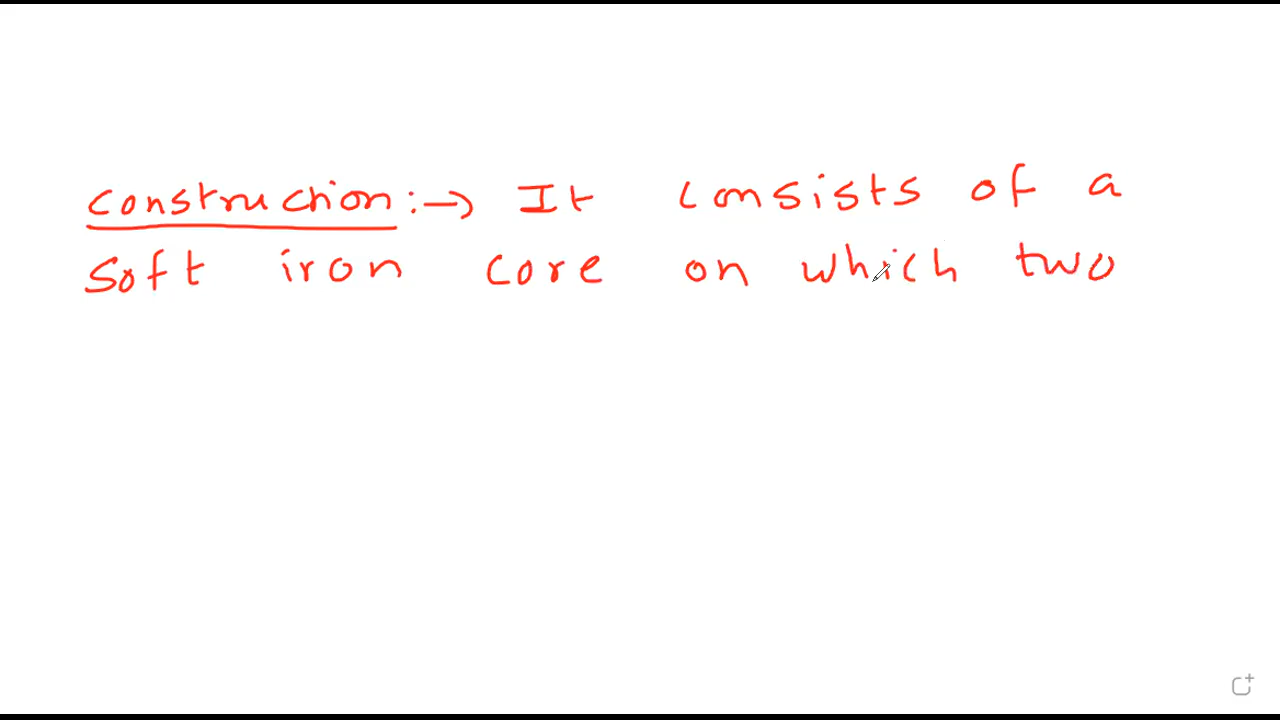 construction:→ It consists of a
Soft iron core on which two